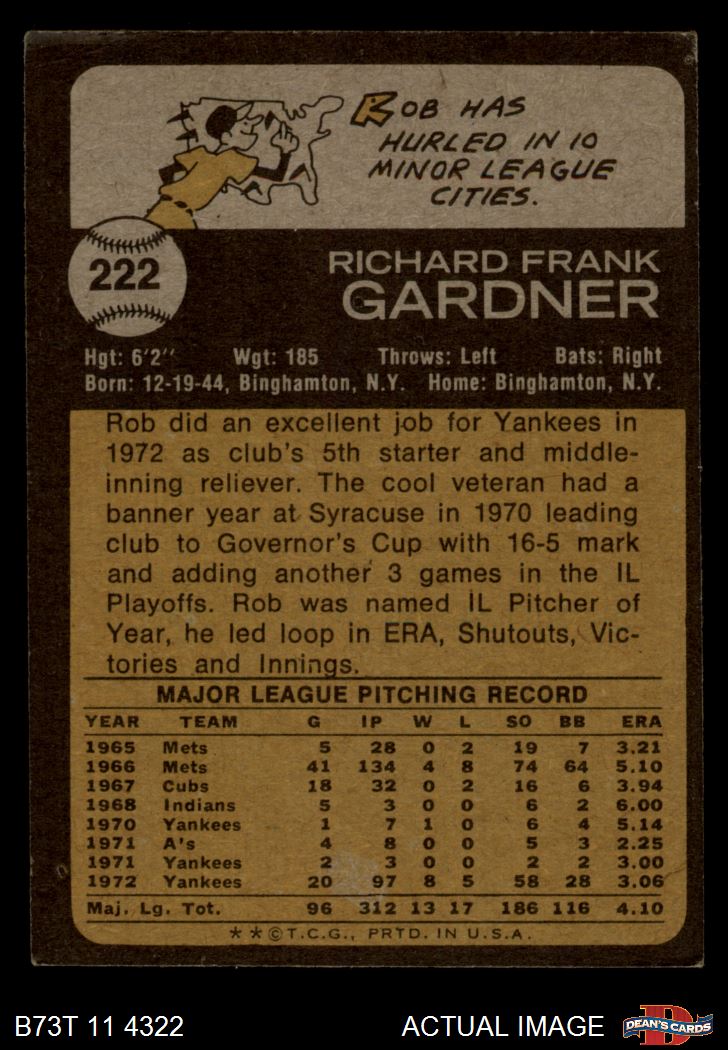 ROB HAS
HURLED IN 10
MINOR LEAGUE
CITIES.
222
RICHARD FRANK
GARDNER
Hgt: 6'2" Wgt: 185 Throws: Left Bats: Right
Born: 12-19-44, Binghamton, N.Y. Home: Binghamton, N.Y.
Rob did an excellent job for Yankees in
1972 as club's 5th starter and middle-
inning reliever. The cool veteran had a
banner year at Syracuse in 1970 leading
club to Governor's Cup with 16-5 mark
and adding another 3 games in the IL
Playoffs. Rob was named IL Pitcher of
Year, he led loop in ERA, Shutouts, Vic-
tories and Innings.
MAJOR LEAGUE PITCHING RECORD
YEAR TEAM G IP W L SO BB ERA
1965 Mets 5 28 0 2 19 7 3.21
1966 Mets 41 134 4 8 74 64 5.10
1967 Cubs 18 32 0 2 16 6 3.94
1968 Indians 5 3 0 0 6 2 6.00
1970 Yankees 1 7 1 0 6 4 5.14
1971 A's 4 8 0 0 5 3 2.25
1971 Yankees 2 3 0 0 2 2 3.00
1972 Yankees 20 97 8 5 58 28 3.06
Maj. Lg. Tot. 96 312 13 17 186 116 4.10
**©T.C.G., PRTD. IN U.S.A.
B73T 11 4322 ACTUAL IMAGE D DEAN'S CARDS